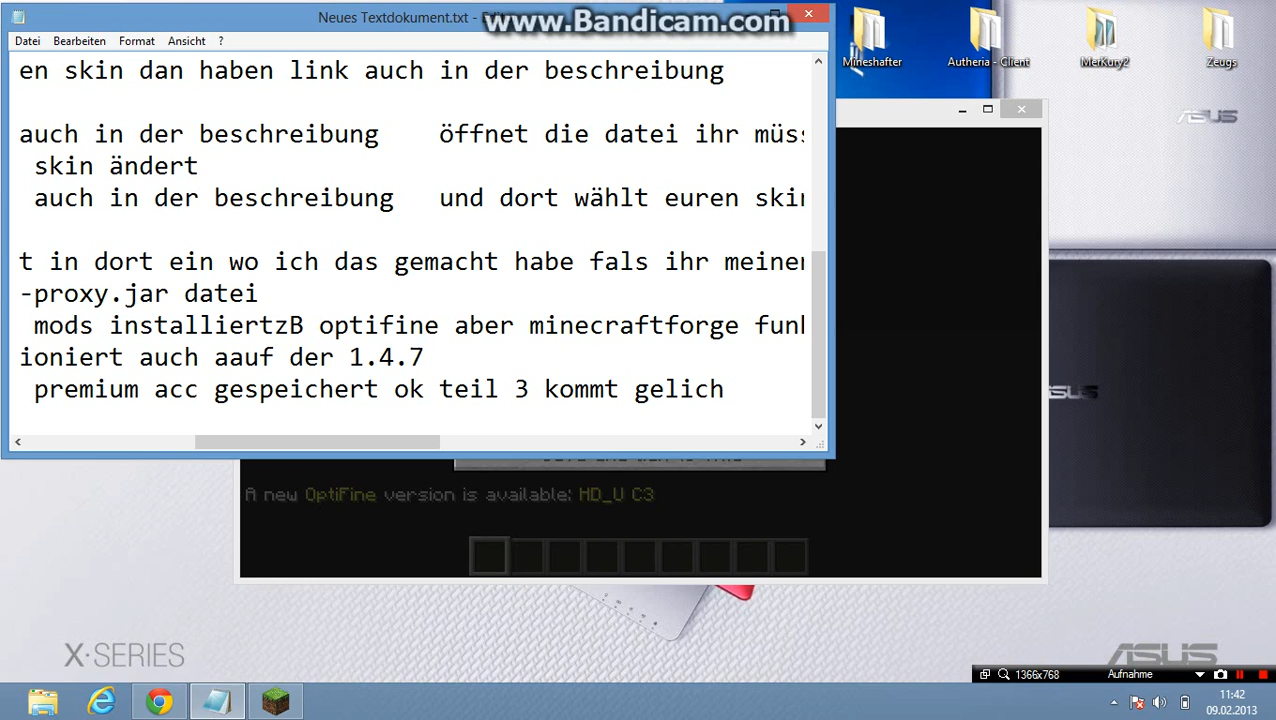 Neues Textdokument.txt -
www.Bandicam.com
Datei Bearbeiten Format Ansicht ?
en skin dan haben link auch in der beschreibung
auch in der beschreibung öffnet die datei ihr müss
skin ändert
auch in der beschreibung und dort wählt euren skin
t in dort ein wo ich das gemacht habe fals ihr meinen
-proxy.jar datei
mods installiertzB optifine aber minecraftforge funk
ioniert auch aauf der 1.4.7
premium acc gespeichert ok teil 3 kommt gelich
Mineshafter
Autheria - Client
MerKury2
Zeugs
ASUS
ASUS
A new OptiFine version is available: HD_U C3
X·SERIES
ASUS
1366x768 Aufnahme
11:42
09.02.2013